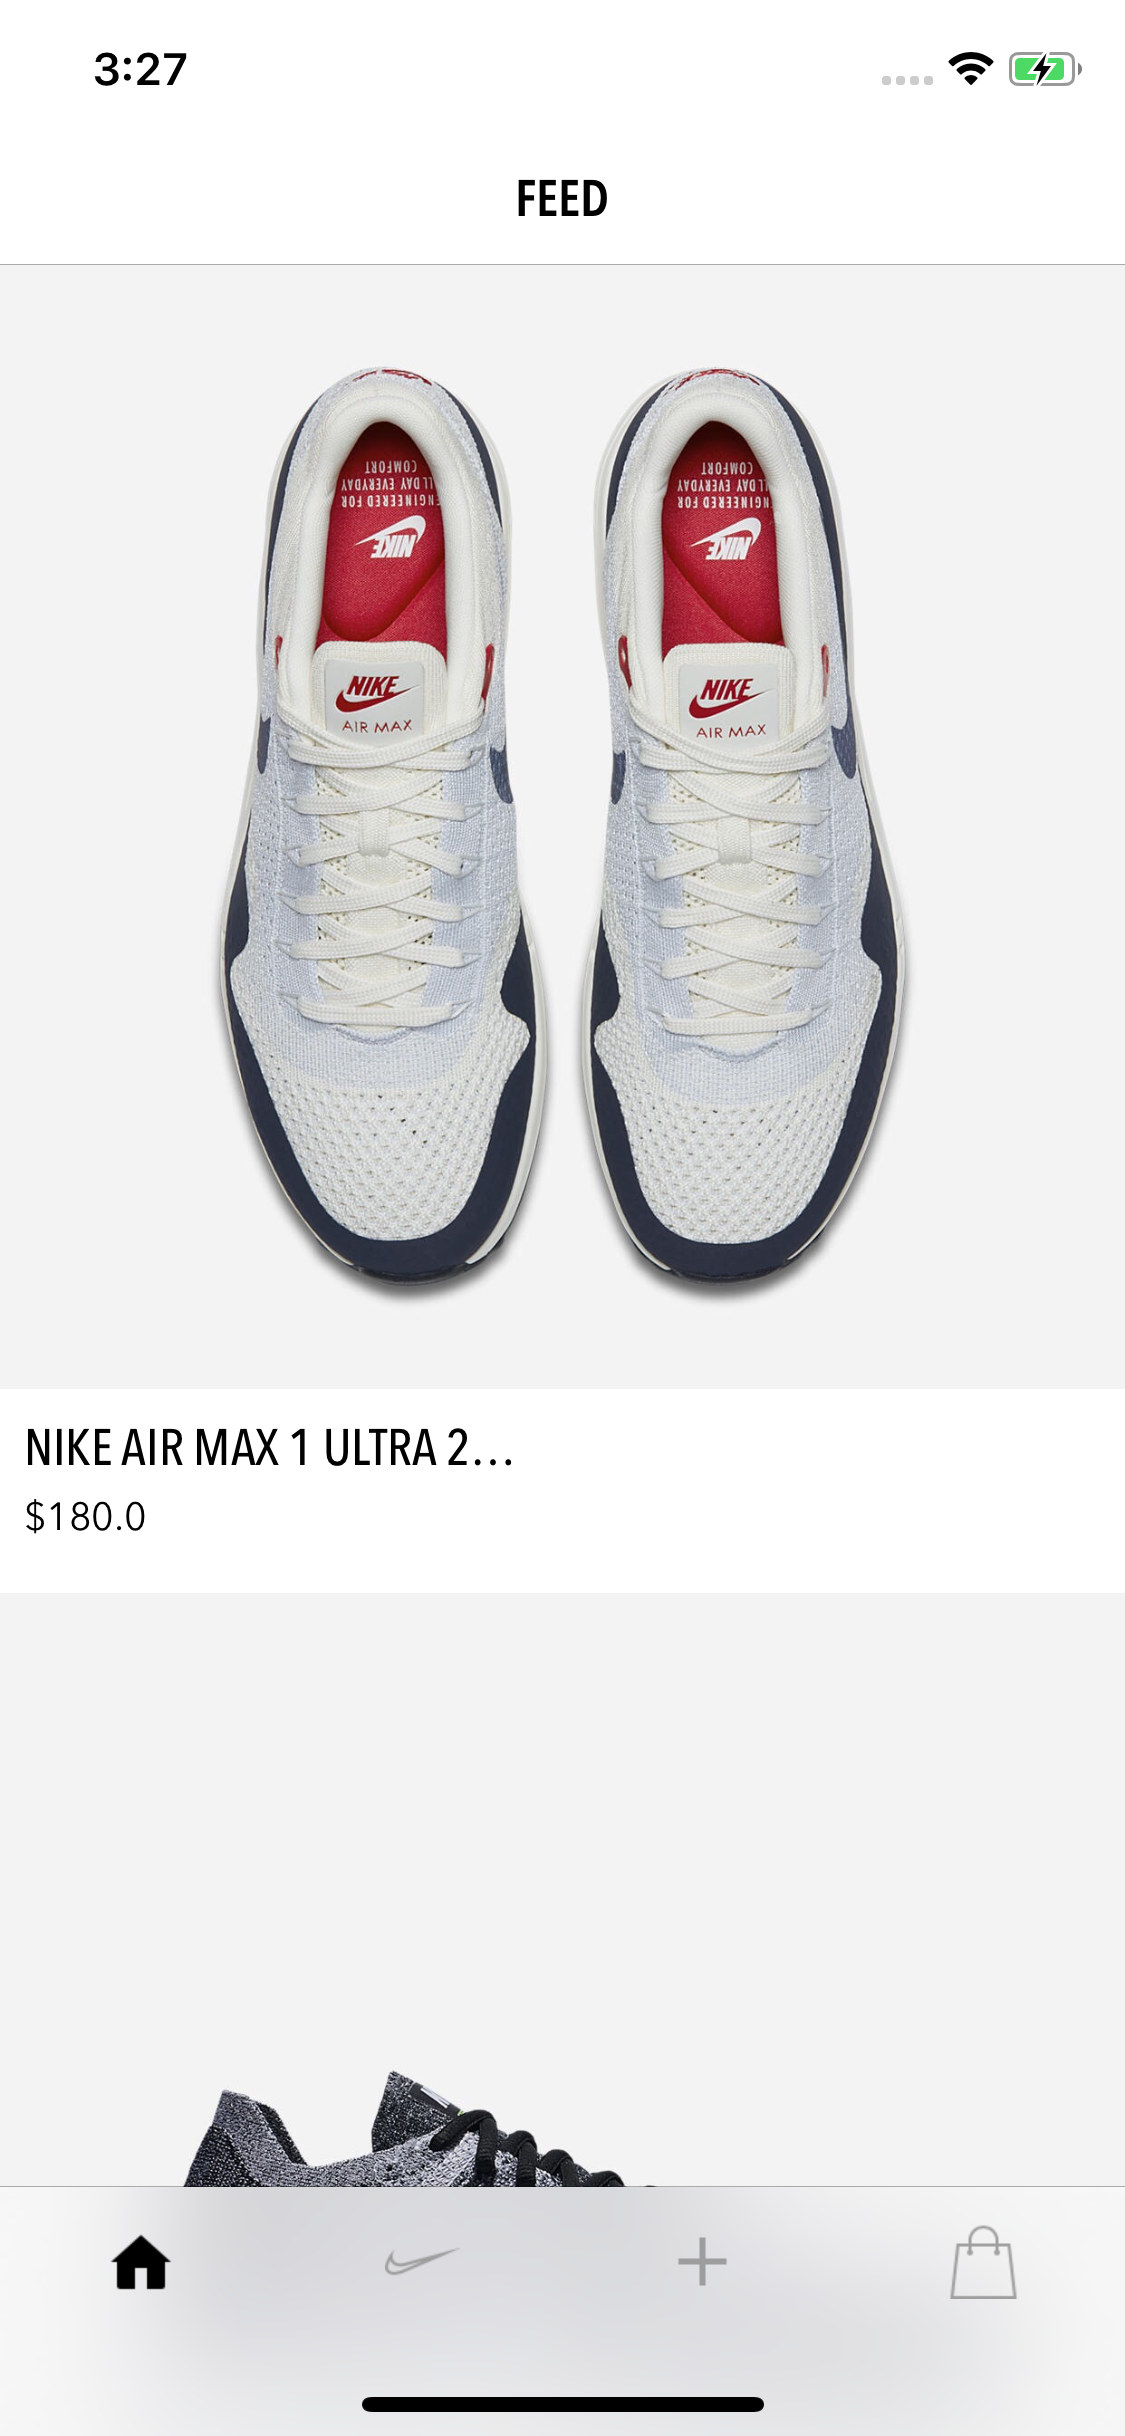 3:27
FEED
COMFORT
ALL DAY EVERYDAY
ENGINEERED FOR
NIKE
COMFORT
ALL DAY EVERYDAY
ENGINEERED FOR
NIKE
NIKE
AIR MAX
NIKE
AIR MAX
NIKE AIR MAX 1 ULTRA 2...
$180.0